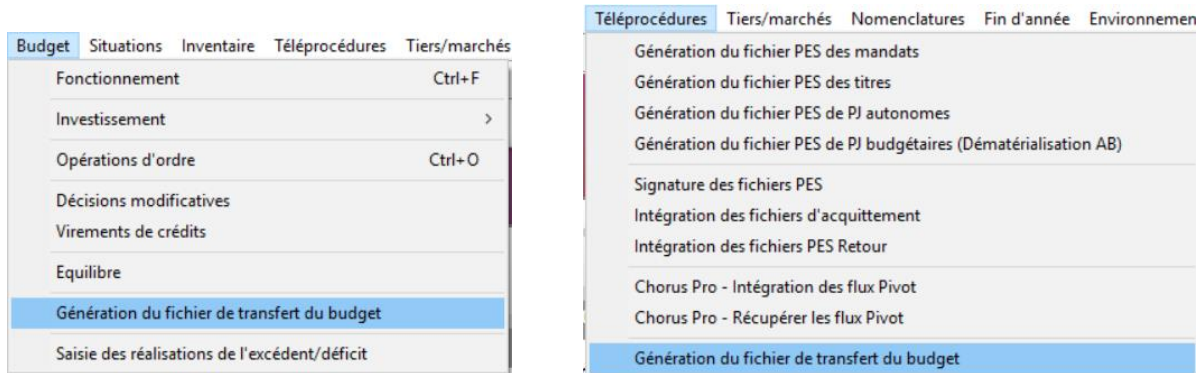 Budget Situations Inventaire Téléprocédures Tiers/marchés
Fonctionnement Ctrl+F
Investissement >
Opérations d'ordre Ctrl+O
Décisions modificatives
Virements de crédits
Equilibre
Génération du fichier de transfert du budget
Saisie des réalisations de l'excédent/déficit
Téléprocédures Tiers/marchés Nomenclatures Fin d'année Environnemen
Génération du fichier PES des mandats
Génération du fichier PES des titres
Génération du fichier PES de PJ autonomes
Génération du fichier PES de PJ budgétaires (Dématérialisation AB)
Signature des fichiers PES
Intégration des fichiers d'acquittement
Intégration des fichiers PES Retour
Chorus Pro - Intégration des flux Pivot
Chorus Pro - Récupérer les flux Pivot
Génération du fichier de transfert du budget